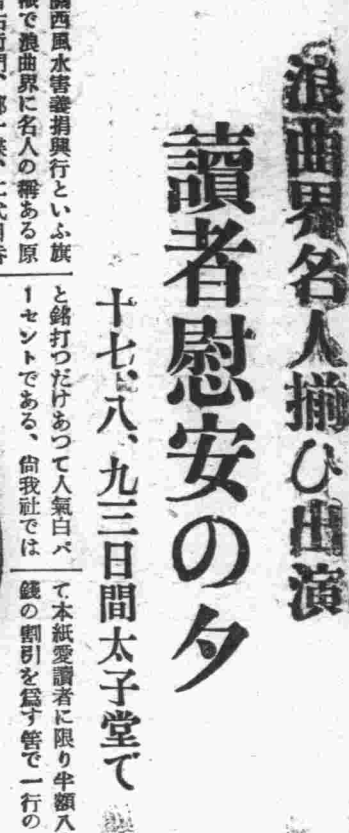 浪曲界名人揃ひ出演
讀者慰安の夕
十七、八、九三日間太子堂で
關西風水害義捐興行といふ旗
で浪曲界に名人の稱ある原
と銘打つだけあつて人氣白パ
ーセントである、尙我社では
て本紙愛讀者に限り半額八
錢の割引を爲す筈で一行の